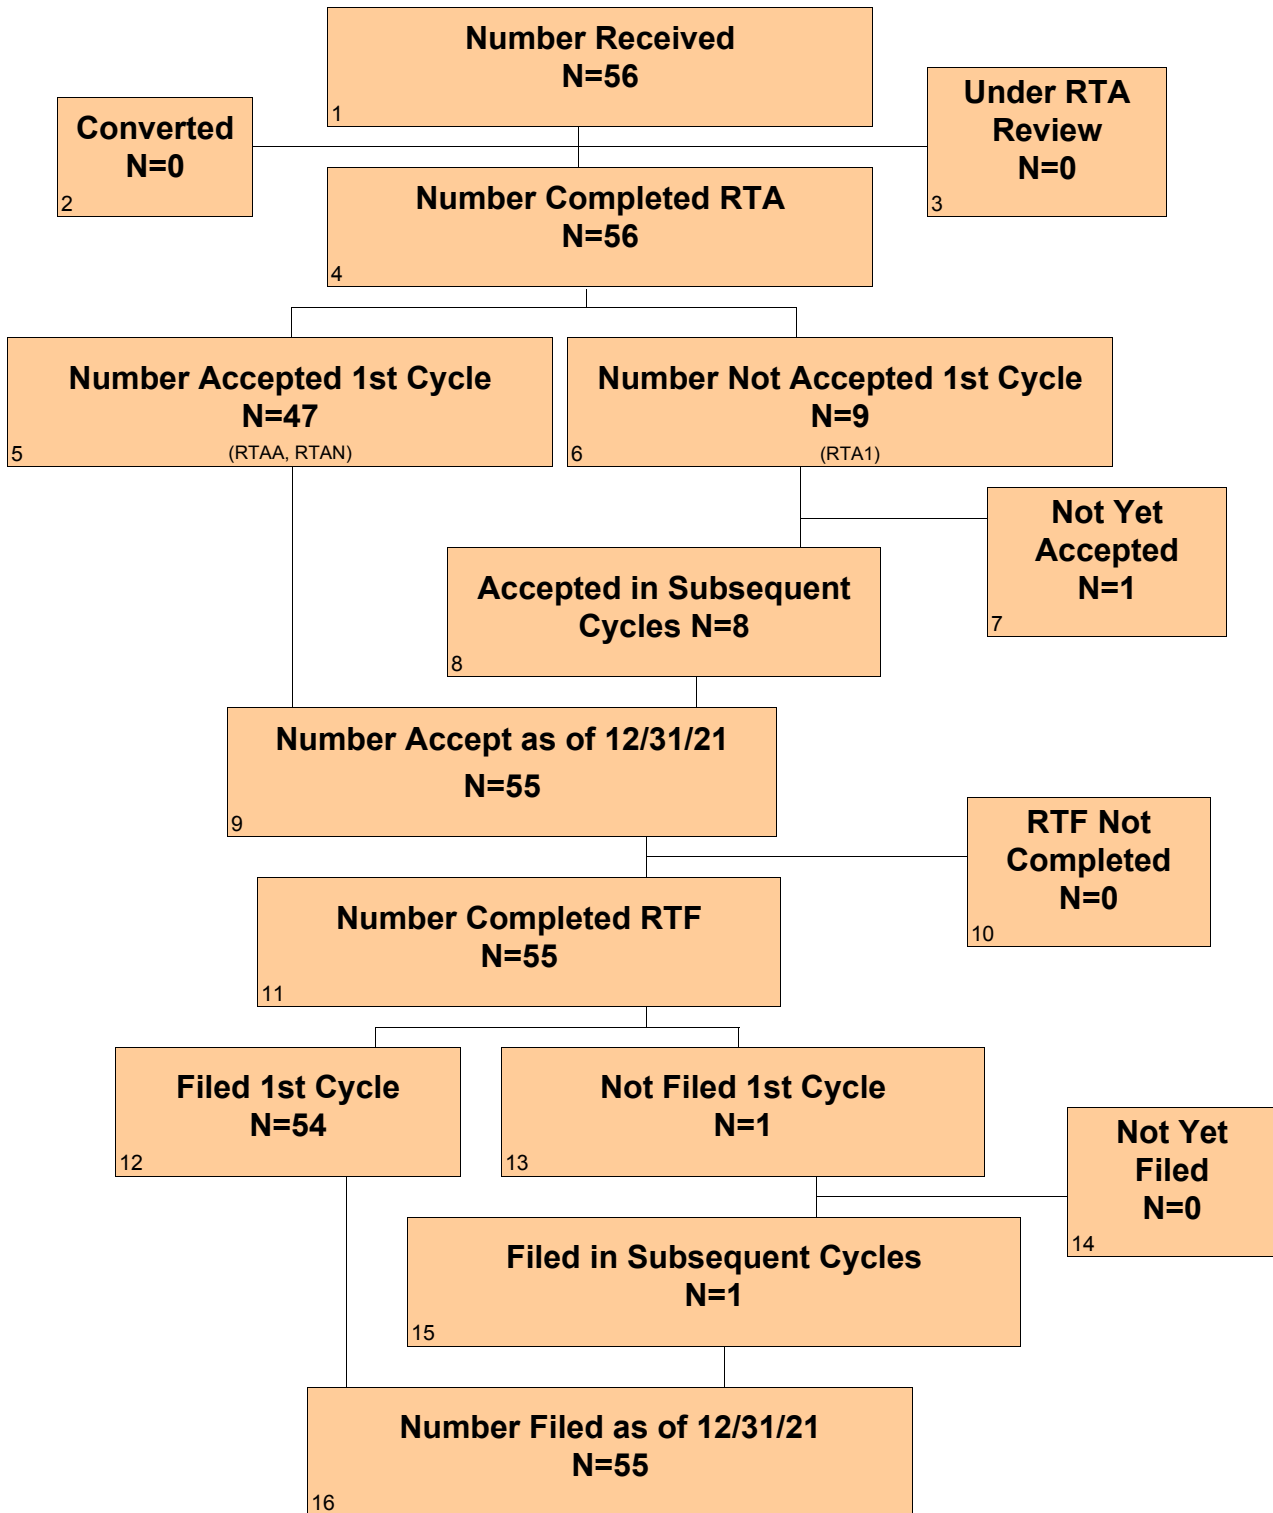 Number Received
N=56
1
Converted
N=0
2
Under RTA
Review
N=0
3
Number Completed RTA
N=56
4
Number Accepted 1st Cycle
N=47
(RTAA, RTAN)
5
Number Not Accepted 1st Cycle
N=9
(RTA1)
6
Not Yet
Accepted
N=1
7
Accepted in Subsequent
Cycles N=8
8
Number Accept as of 12/31/21
N=55
9
RTF Not
Completed
N=0
10
Number Completed RTF
N=55
11
Filed 1st Cycle
N=54
12
Not Filed 1st Cycle
N=1
13
Not Yet
Filed
N=0
14
Filed in Subsequent Cycles
N=1
15
Number Filed as of 12/31/21
N=55
16